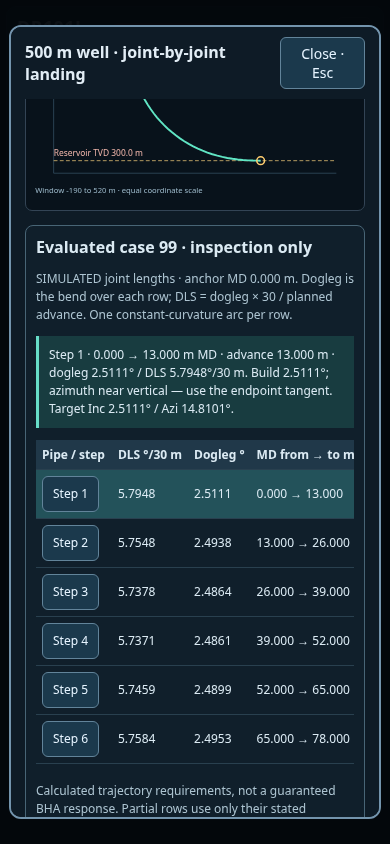 500 m well · joint-by-joint
landing
Close ·
Esc
Reservoir TVD 300.0 m
Window -190 to 520 m · equal coordinate scale
Evaluated case 99 · inspection only
SIMULATED joint lengths · anchor MD 0.000 m. Dogleg is
the bend over each row; DLS = dogleg × 30 / planned
advance. One constant-curvature arc per row.
Step 1 · 0.000 → 13.000 m MD · advance 13.000 m ·
dogleg 2.5111° / DLS 5.7948°/30 m. Build 2.5111°;
azimuth near vertical — use the endpoint tangent.
Target Inc 2.5111° / Azi 14.8101°.
Pipe / step DLS °/30 m Dogleg ° MD from → to m
Step 1 5.7948 2.5111 0.000 → 13.000
Step 2 5.7548 2.4938 13.000 → 26.000
Step 3 5.7378 2.4864 26.000 → 39.000
Step 4 5.7371 2.4861 39.000 → 52.000
Step 5 5.7459 2.4899 52.000 → 65.000
Step 6 5.7584 2.4953 65.000 → 78.000
Calculated trajectory requirements, not a guaranteed
BHA response. Partial rows use only their stated